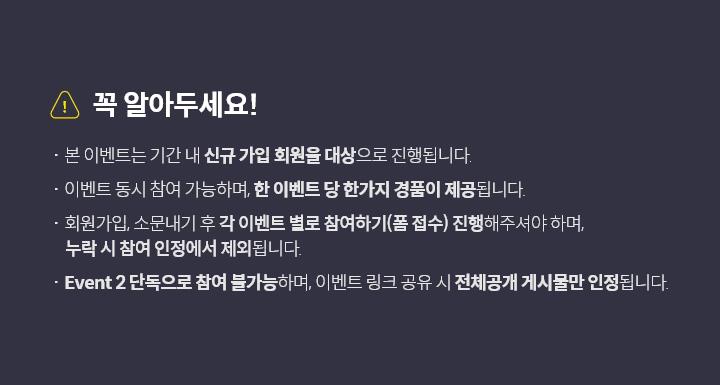 꼭 알아두세요!
· 본 이벤트는 기간 내 신규 가입 회원을 대상으로 진행됩니다.
· 이벤트 동시 참여 가능하며, 한 이벤트 당 한가지 경품이 제공됩니다.
· 회원가입, 소문내기 후 각 이벤트 별로 참여하기(폼 접수) 진행해주셔야 하며,
누락 시 참여 인정에서 제외됩니다.
· Event 2 단독으로 참여 불가능하며, 이벤트 링크 공유 시 전체공개 게시물만 인정됩니다.